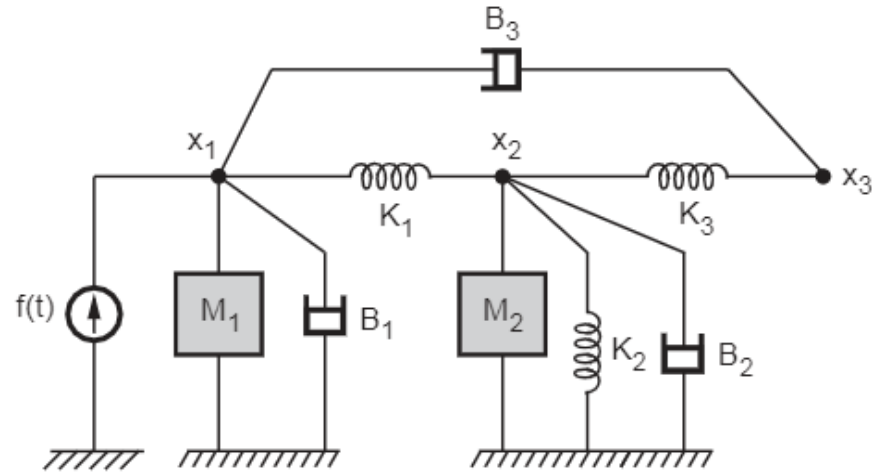 B₃
x₁
x₂
x₃
K₁
K₃
f(t)
M₁
B₁
M₂
K₂
B₂